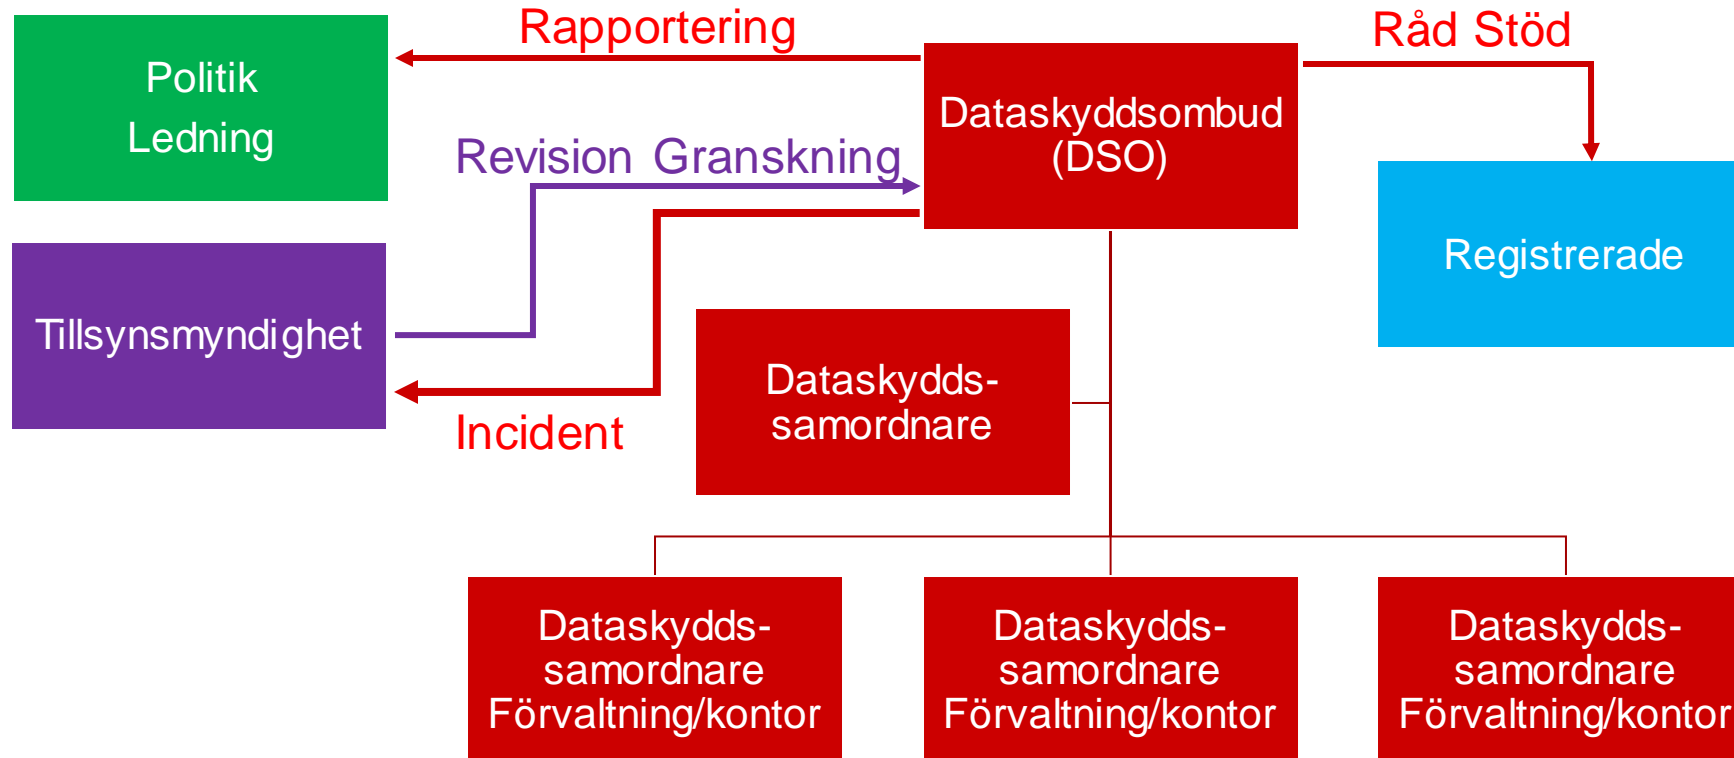 Rapportering
Råd Stöd
Politik
Ledning
Dataskyddsombud
(DSO)
Revision Granskning
Registrerade
Tillsynsmyndighet
Incident
Dataskydds-
samordnare
Dataskydds-
samordnare
Förvaltning/kontor
Dataskydds-
samordnare
Förvaltning/kontor
Dataskydds-
samordnare
Förvaltning/kontor